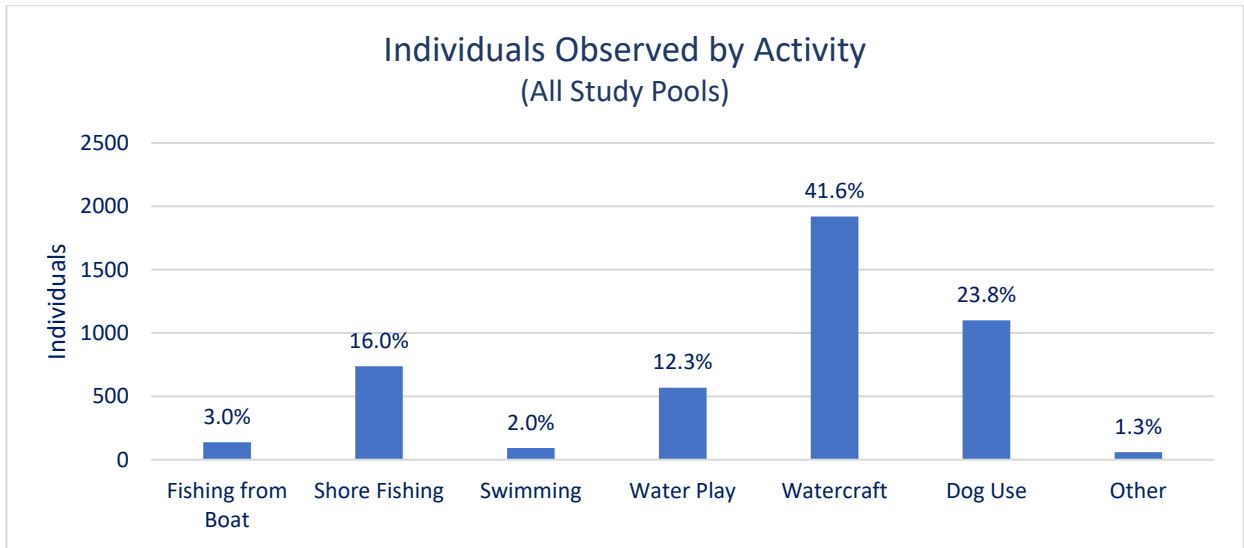 Individuals Observed by Activity
(All Study Pools)
Individuals
2500
2000
1500
1000
500
0
3.0%
16.0%
2.0%
12.3%
41.6%
23.8%
1.3%
Fishing from
Boat
Shore Fishing
Swimming
Water Play
Watercraft
Dog Use
Other